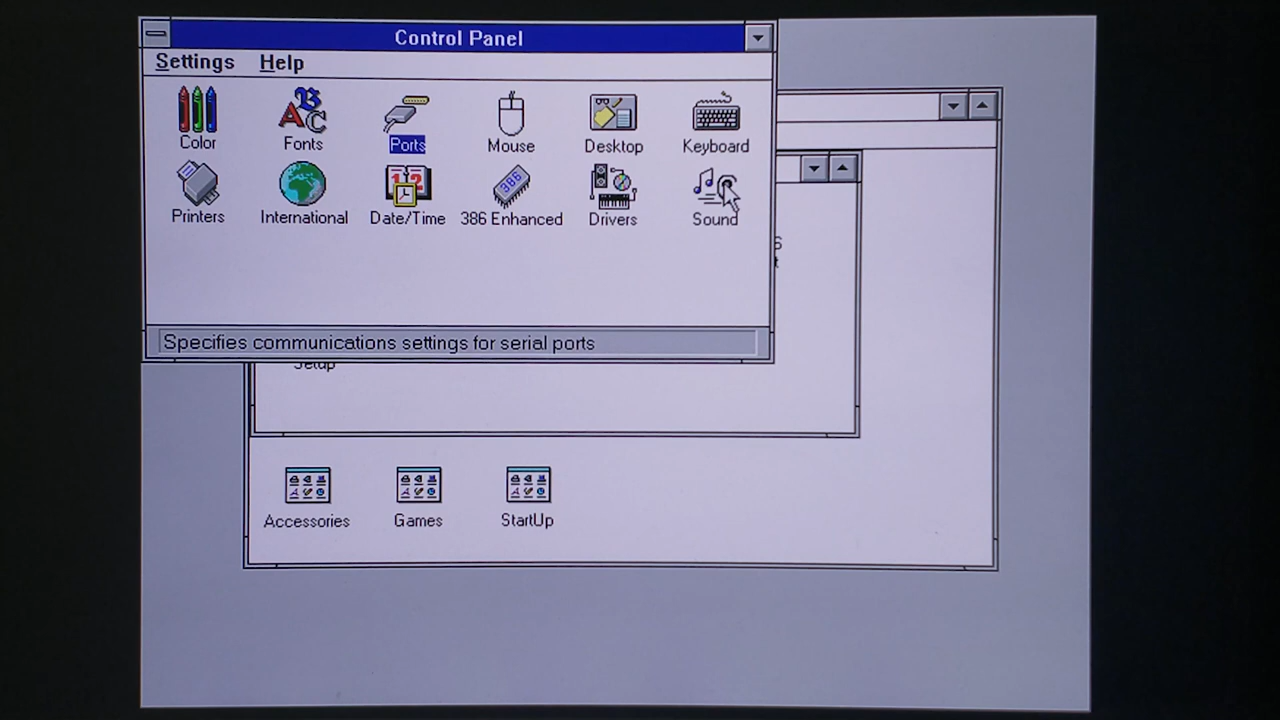 Control Panel
Settings Help
Color Fonts Ports Mouse Desktop Keyboard
Printers International Date/Time 386 Enhanced Drivers Sound
Specifies communications settings for serial ports
Setup
Accessories Games StartUp